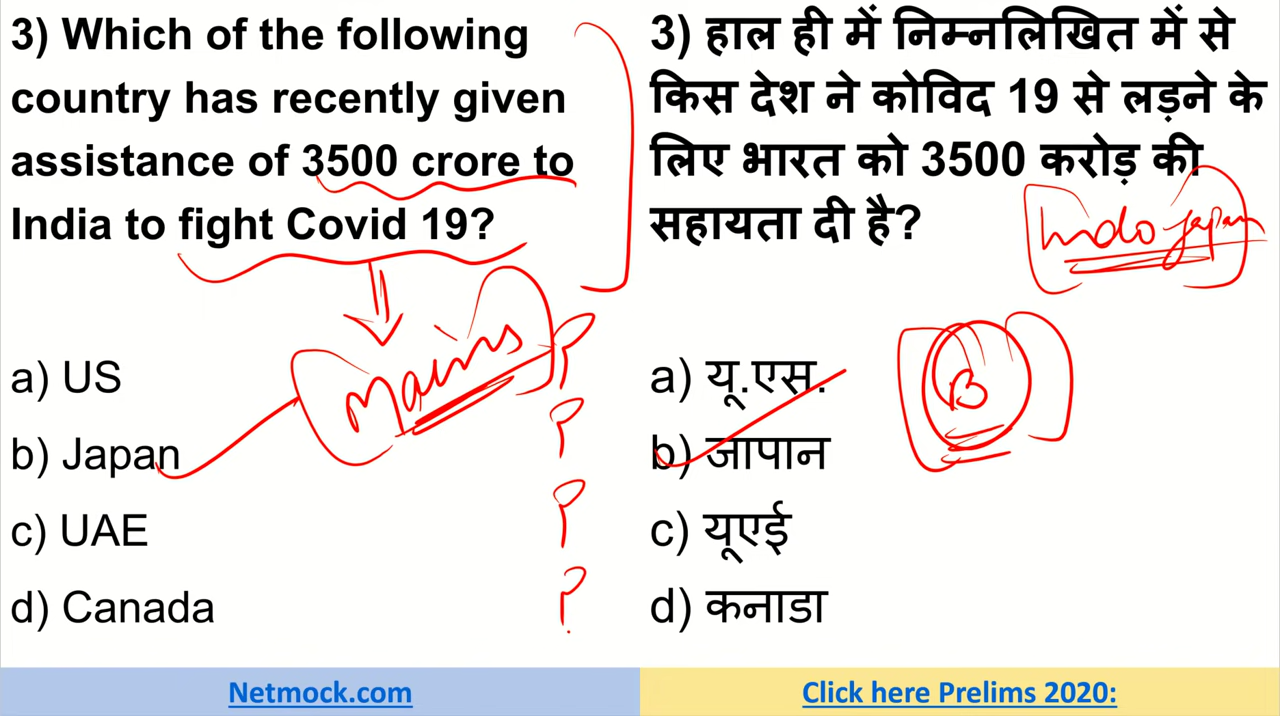 3) Which of the following
country has recently given
assistance of 3500 crore to
India to fight Covid 19?
Mains
a) US
b) Japan
c) UAE
d) Canada
? ? ? ?
3) हाल ही में निम्नलिखित में से
किस देश ने कोविद 19 से लड़ने के
लिए भारत को 3500 करोड़ की
सहायता दी है?
Indo Japan
a) यू.एस.
b) जापान
c) यूएई
d) कनाडा
B
Netmock.com
Click here Prelims 2020: